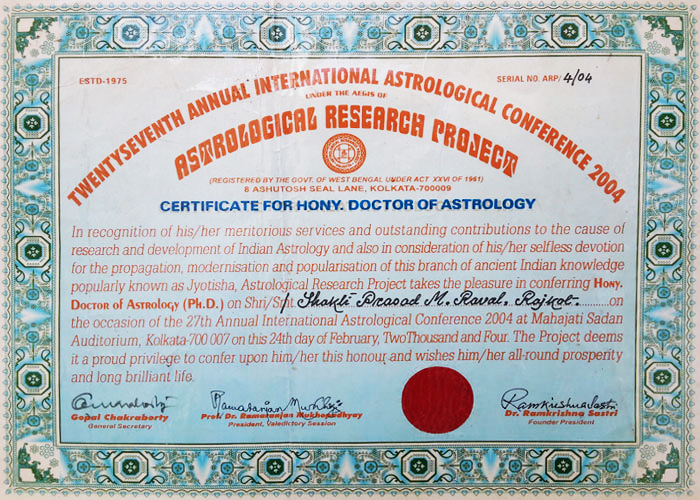 ESTD-1975
SERIAL NO. ARP/ 4/04
TWENTYSEVENTH ANNUAL INTERNATIONAL ASTROLOGICAL CONFERENCE 2004
UNDER THE AEGIS OF
ASTROLOGICAL RESEARCH PROJECT
(REGISTERED BY THE GOVT. OF WEST BENGAL UNDER ACT XXVI OF 1961)
8 ASHUTOSH SEAL LANE, KOLKATA-700009
CERTIFICATE FOR HONY. DOCTOR OF ASTROLOGY
In recognition of his/her meritorious services and outstanding contributions to the cause of
research and development of Indian Astrology and also in consideration of his/her selfless devotion
for the propagation, modernisation and popularisation of this branch of ancient Indian knowledge
popularly known as Jyotisha, Astrological Research Project takes the pleasure in conferring Hony.
Doctor of Astrology (Ph.D.) on Shri/Smt Shakti Prasad M. Raval, Rajkot..........on
the occasion of the 27th Annual International Astrological Conference 2004 at Mahajati Sadan
Auditorium, Kolkata-700 007 on this 24th day of February, Two Thousand and Four. The Project deems
it a proud privilege to confer upon him/her this honour and wishes him/her all-round prosperity
and long brilliant life.
Ramaranjan Mukherji
Ramkrishna Sastri
Gopal Chakraborty
Prof. Dr. Ramaranjan Mukhopadhyay
Dr. Ramkrishna Sastri
General Secretary
President, Valedictory Session
Founder President